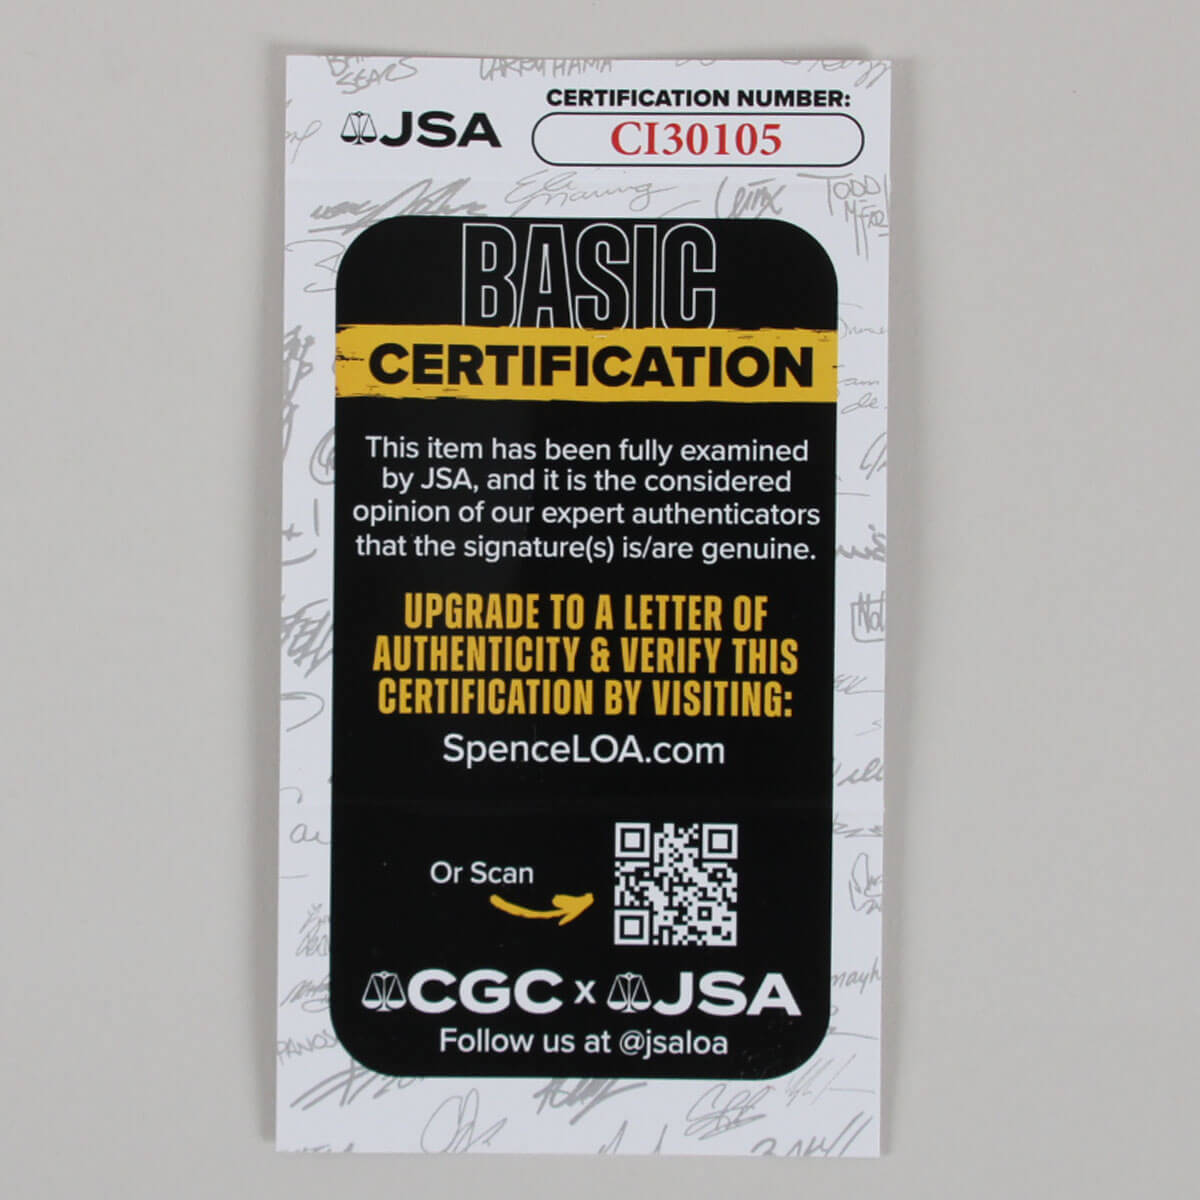 CERTIFICATION NUMBER:
JSA
CI30105
BASIC
CERTIFICATION
This item has been fully examined
by JSA, and it is the considered
opinion of our expert authenticators
that the signature(s) is/are genuine.
UPGRADE TO A LETTER OF
AUTHENTICITY & VERIFY THIS
CERTIFICATION BY VISITING:
SpenceLOA.com
Or Scan
CGC x JSA
Follow us at @jsaloa